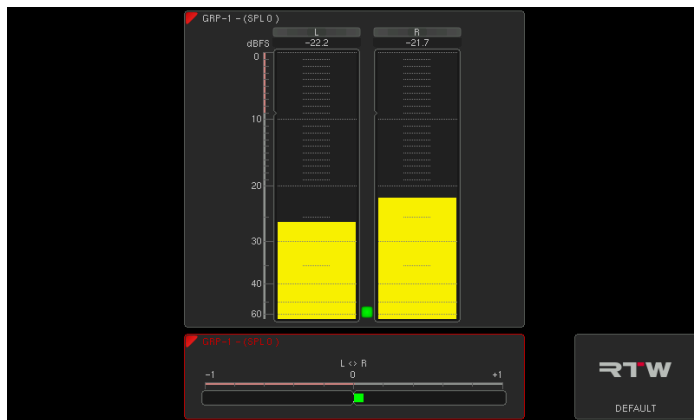 GRP-1 - (SPL 0 )
L R
dBFS -22.2 -21.7
0
10
20
30
40
60
GRP-1 - (SPL 0 )
L <> R
-1 0 +1
RTW
DEFAULT